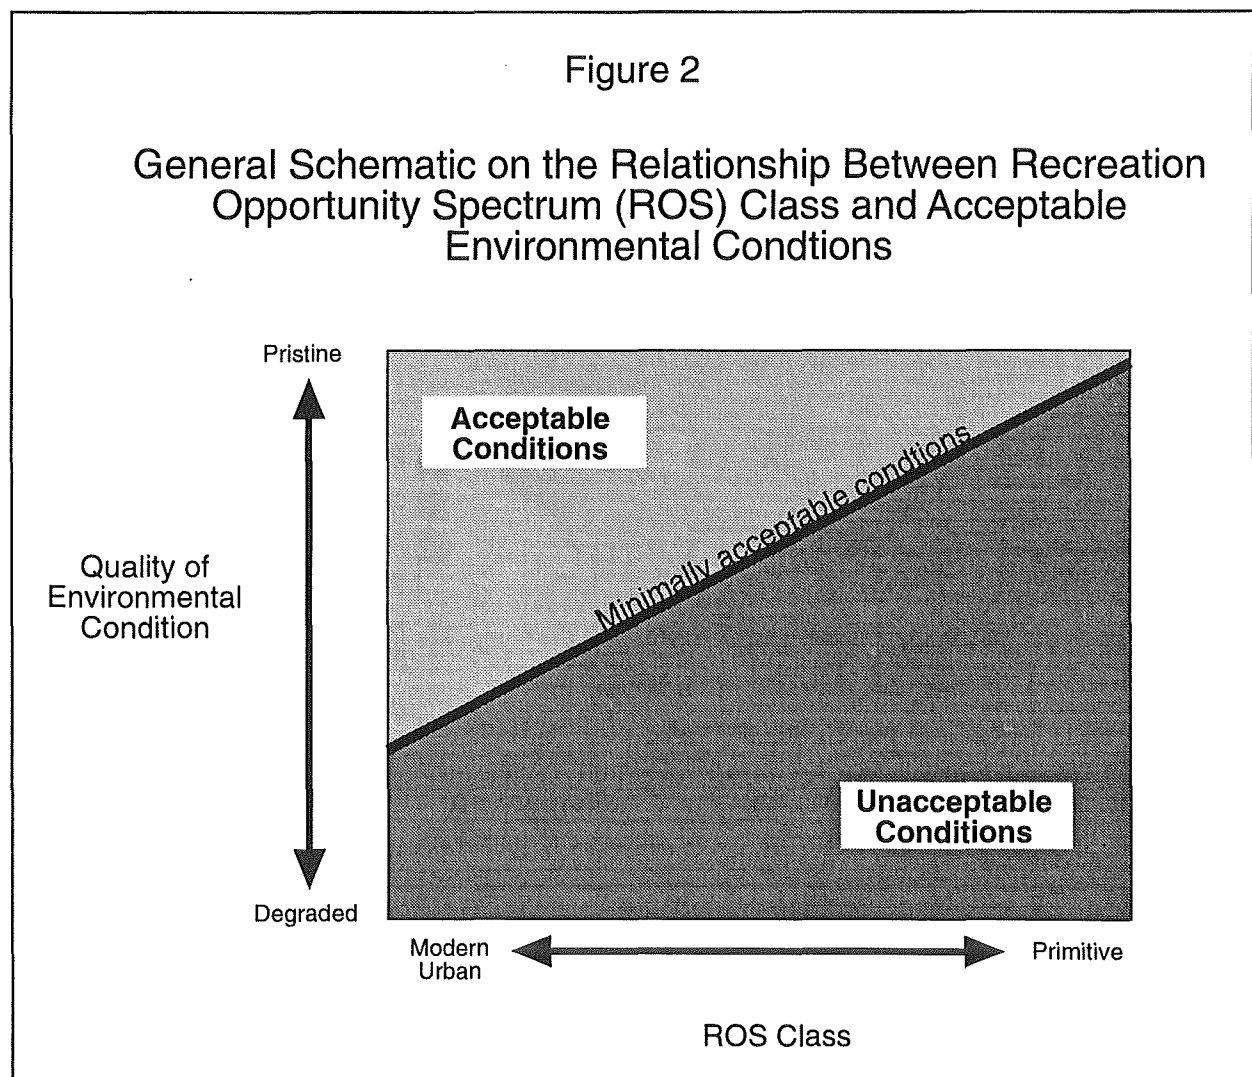 Figure 2
General Schematic on the Relationship Between Recreation
Opportunity Spectrum (ROS) Class and Acceptable
Environmental Condtions
Pristine
Acceptable
Conditions
Minimally acceptable condtions
Quality of
Environmental
Condition
Unacceptable
Conditions
Degraded
Modern
Urban
Primitive
ROS Class